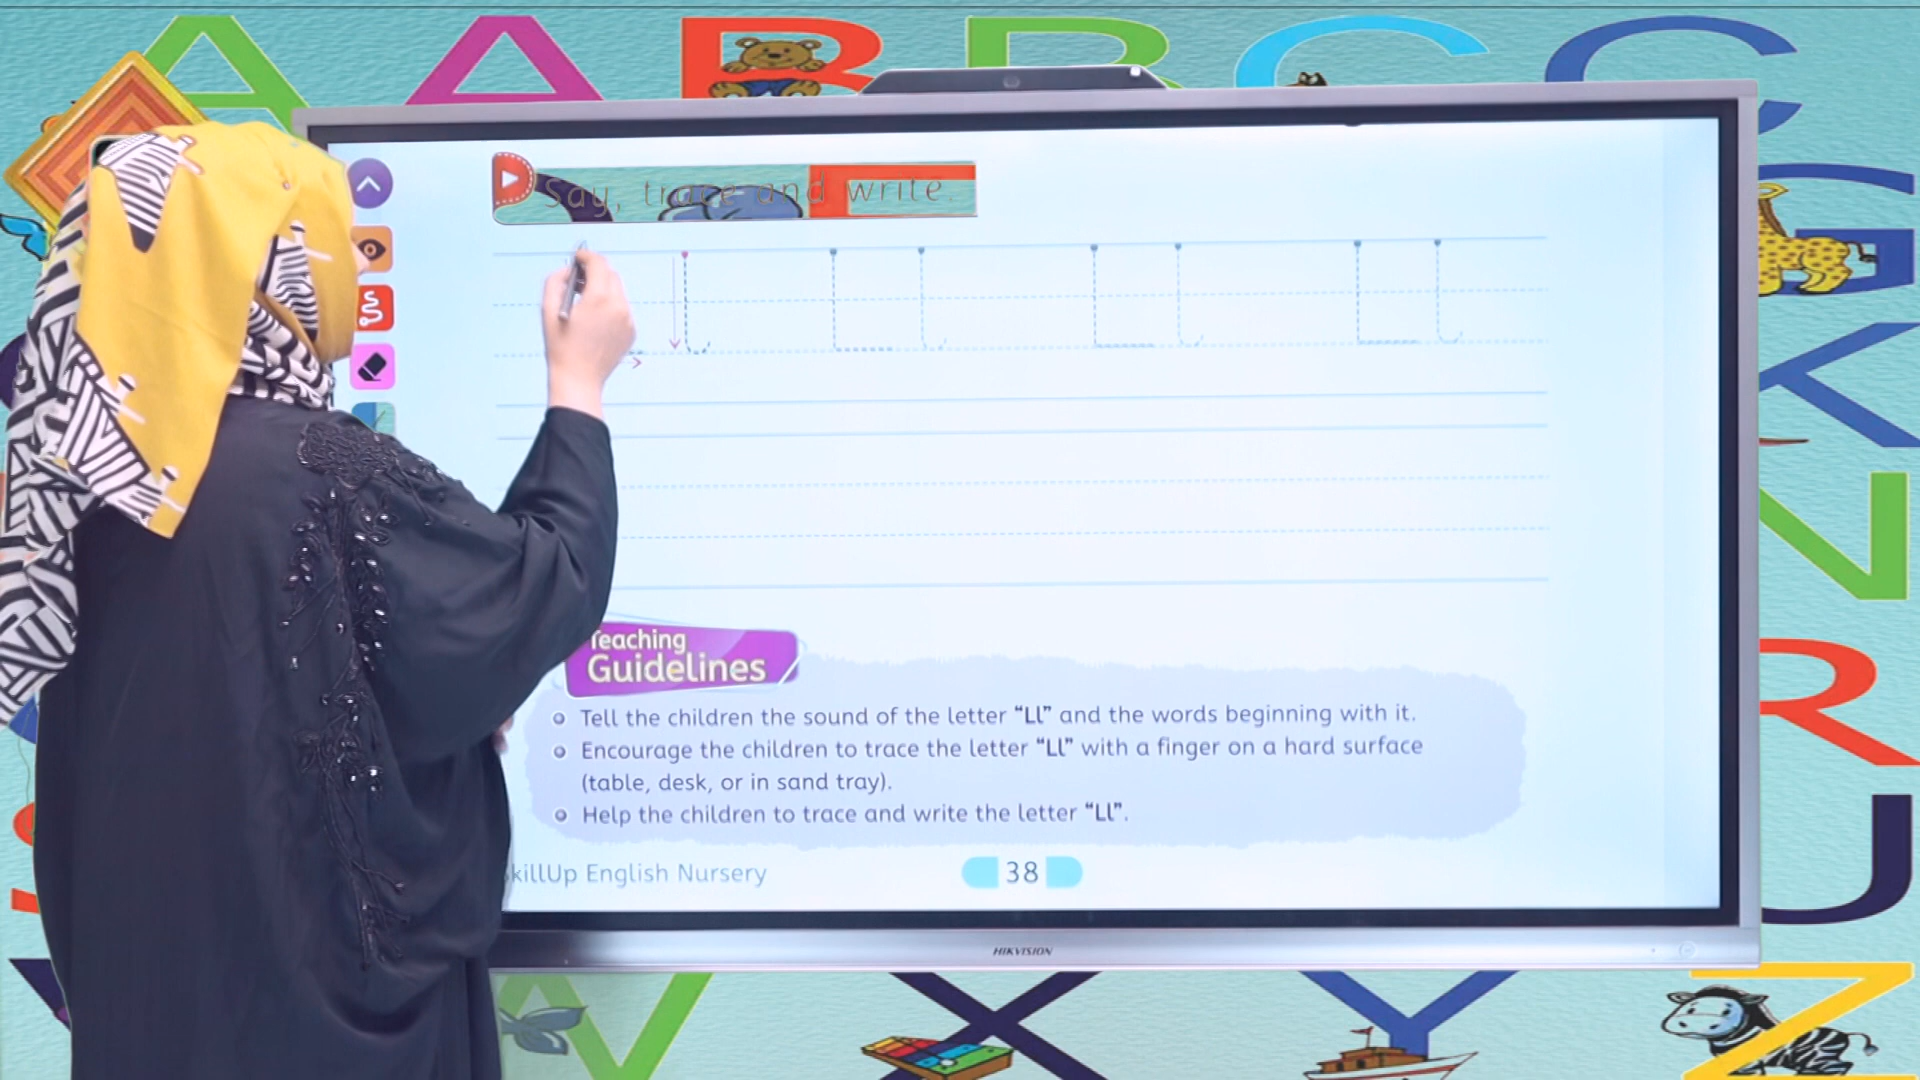 A A B B C C
Say, trace and write.
L l L l L l
G
K
N
Teaching
Guidelines
Tell the children the sound of the letter “Ll” and the words beginning with it.
Encourage the children to trace the letter “Ll” with a finger on a hard surface
(table, desk, or in sand tray).
Help the children to trace and write the letter “Ll”.
R
killUp English Nursery
38
HIKVISION
V X Y Z